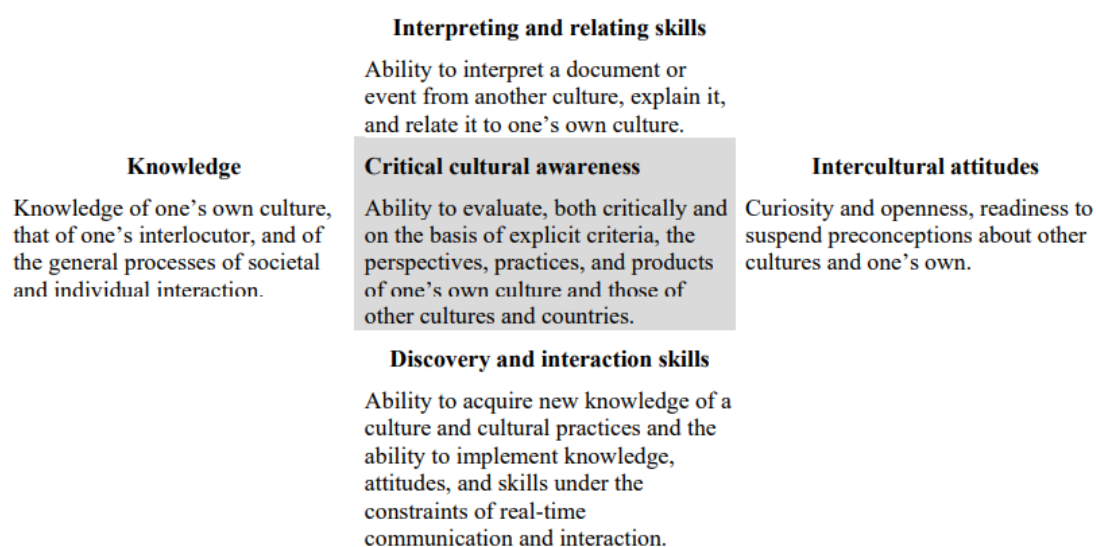 Interpreting and relating skills
Ability to interpret a document or
event from another culture, explain it,
and relate it to one's own culture.
Knowledge
Knowledge of one's own culture,
that of one's interlocutor, and of
the general processes of societal
and individual interaction.
Critical cultural awareness
Ability to evaluate, both critically and
on the basis of explicit criteria, the
perspectives, practices, and products
of one's own culture and those of
other cultures and countries.
Intercultural attitudes
Curiosity and openness, readiness to
suspend preconceptions about other
cultures and one's own.
Discovery and interaction skills
Ability to acquire new knowledge of a
culture and cultural practices and the
ability to implement knowledge,
attitudes, and skills under the
constraints of real-time
communication and interaction.